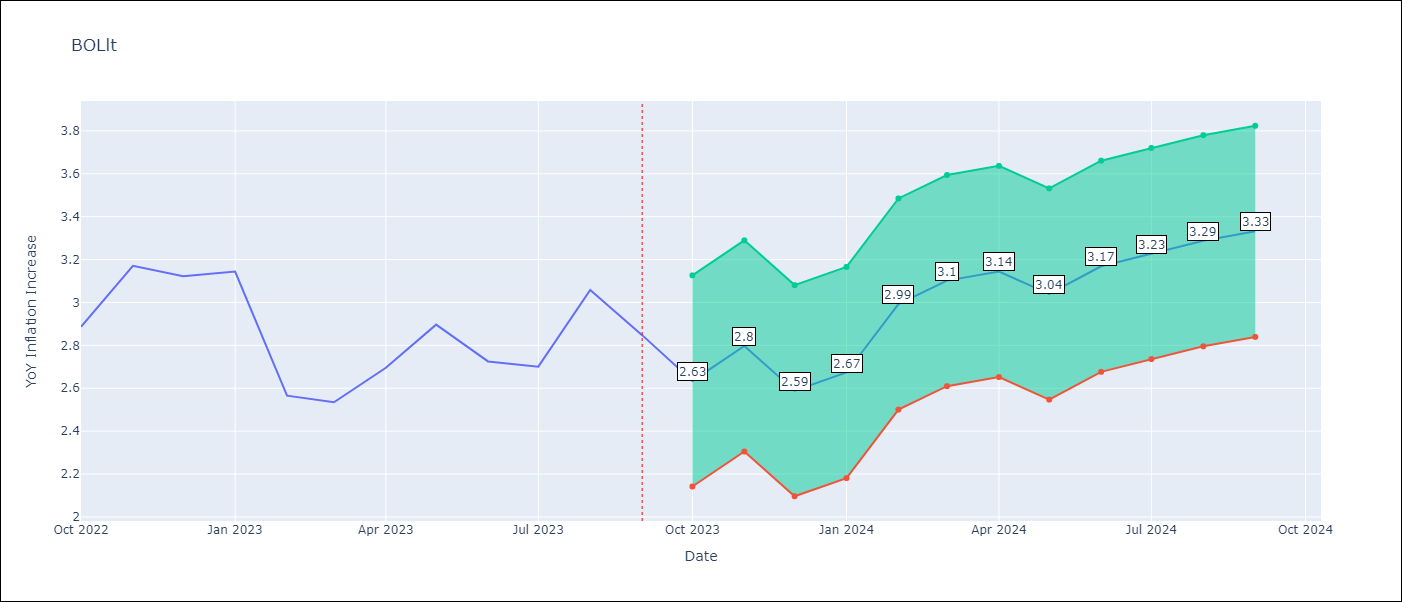 BOLlt
YoY Inflation Increase
3.8
3.6
3.4
3.2
3
2.8
2.6
2.4
2.2
2
2.63
2.8
2.59
2.67
2.99
3.1
3.14
3.04
3.17
3.23
3.29
3.33
Oct 2022
Jan 2023
Apr 2023
Jul 2023
Oct 2023
Jan 2024
Apr 2024
Jul 2024
Oct 2024
Date